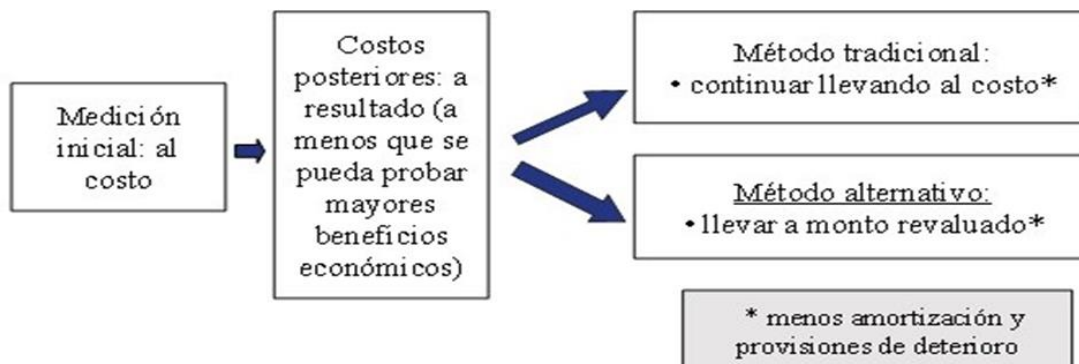 Medición
inicial: al
costo
Costos
posteriores: a
resultado (a
menos que se
pueda probar
mayores
beneficios
económicos)
Método tradicional:
• continuar llevando al costo*
Método alternativo:
• llevar a monto revaluado*
* menos amortización y
provisiones de deterioro